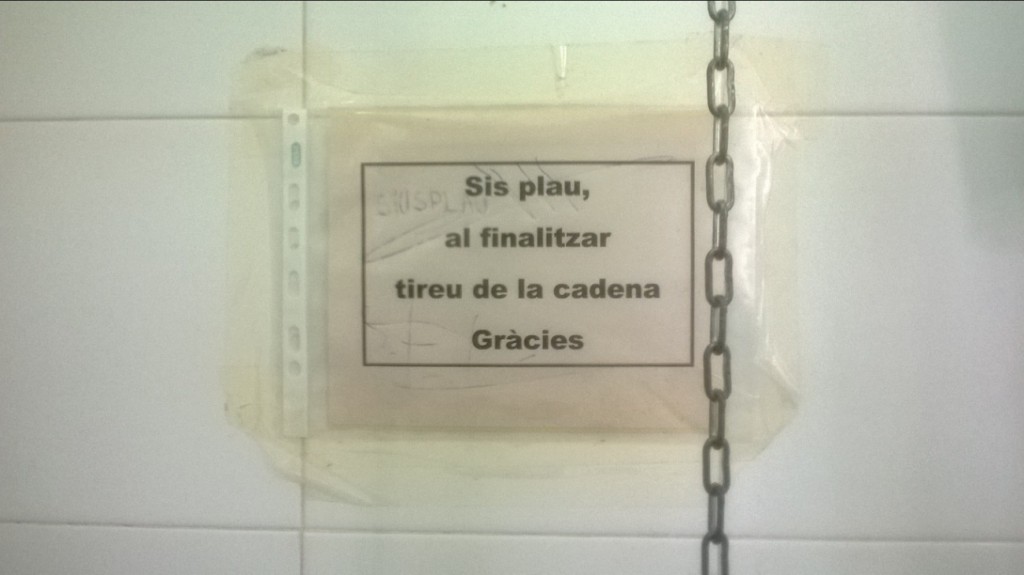 Sis plau,
al finalitzar
tireu de la cadena
Gràcies